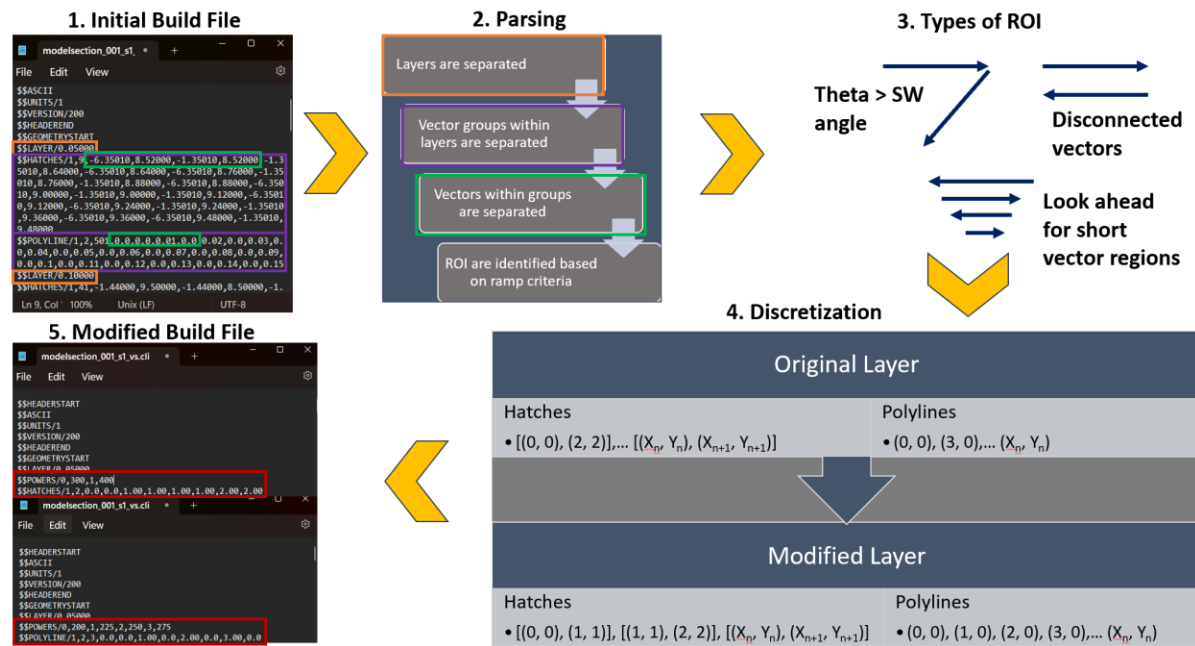 1. Initial Build File
modelsection_001_s1_
File Edit View
$$ASCII
$$UNITS/1
$$VERSION/200
$$HEADEREND
$$GEOMETRYSTART
$$LAYER/0.05000
$$HATCHES/1,9,-6.35010,8.52000,-1.35010,8.52000,-1.3
5010,8.64000,-6.35010,8.64000,-6.35010,8.76000,-1.35
010,8.76000,-1.35010,8.88000,-6.35010,8.88000,-6.350
10,9.00000,-1.35010,9.00000,-1.35010,9.12000,-6.3501
0,9.12000,-6.35010,9.24000,-1.35010,9.24000,-1.35010
,9.36000,-6.35010,9.36000,-6.35010,9.48000,-1.35010,
9.48000
$$POLYLINE/1,2,501,0.0,0.0,0.01,0.0,0.02,0.0,0.03,0.
0,0.04,0.0,0.05,0.0,0.06,0.0,0.07,0.0,0.08,0.0,0.09,
0.0,0.1,0.0,0.11,0.0,0.12,0.0,0.13,0.0,0.14,0.0,0.15
$$LAYER/0.10000
$$HATCHES/1,41,-1.44000,9.50000,-1.44000,8.50000,-1.
Ln 9, Col 100% Unix (LF) UTF-8
2. Parsing
Layers are separated
Vector groups within
layers are separated
Vectors within groups
are separated
ROI are identified based
on ramp criteria
3. Types of ROI
Theta > SW
angle
Disconnected
vectors
Look ahead
for short
vector regions
4. Discretization
Original Layer
Hatches
• [(0, 0), (2, 2)],... [(Xn, Yn), (Xn+1, Yn+1)]
Polylines
• (0, 0), (3, 0),... (Xn, Yn)
Modified Layer
Hatches
• [(0, 0), (1, 1)], [(1, 1), (2, 2)], [(Xn, Yn), (Xn+1, Yn+1)]
Polylines
• (0, 0), (1, 0), (2, 0), (3, 0),... (Xn, Yn)
5. Modified Build File
modelsection_001_s1_vs.cli
File Edit View
$$HEADERSTART
$$ASCII
$$UNITS/1
$$VERSION/200
$$HEADEREND
$$GEOMETRYSTART
$$LAYER/0.05000
$$POWERS/0,300,1,400
$$HATCHES/1,2,0.0,0.0,1.00,1.00,1.00,1.00,2.00,2.00
modelsection_001_s1_vs.cli
File Edit View
$$HEADERSTART
$$ASCII
$$UNITS/1
$$VERSION/200
$$HEADEREND
$$GEOMETRYSTART
$$LAYER/0.05000
$$POWERS/0,200,1,225,2,250,3,275
$$POLYLINE/1,2,3,0.0,0.0,1.00,0.0,2.00,0.0,3.00,0.0